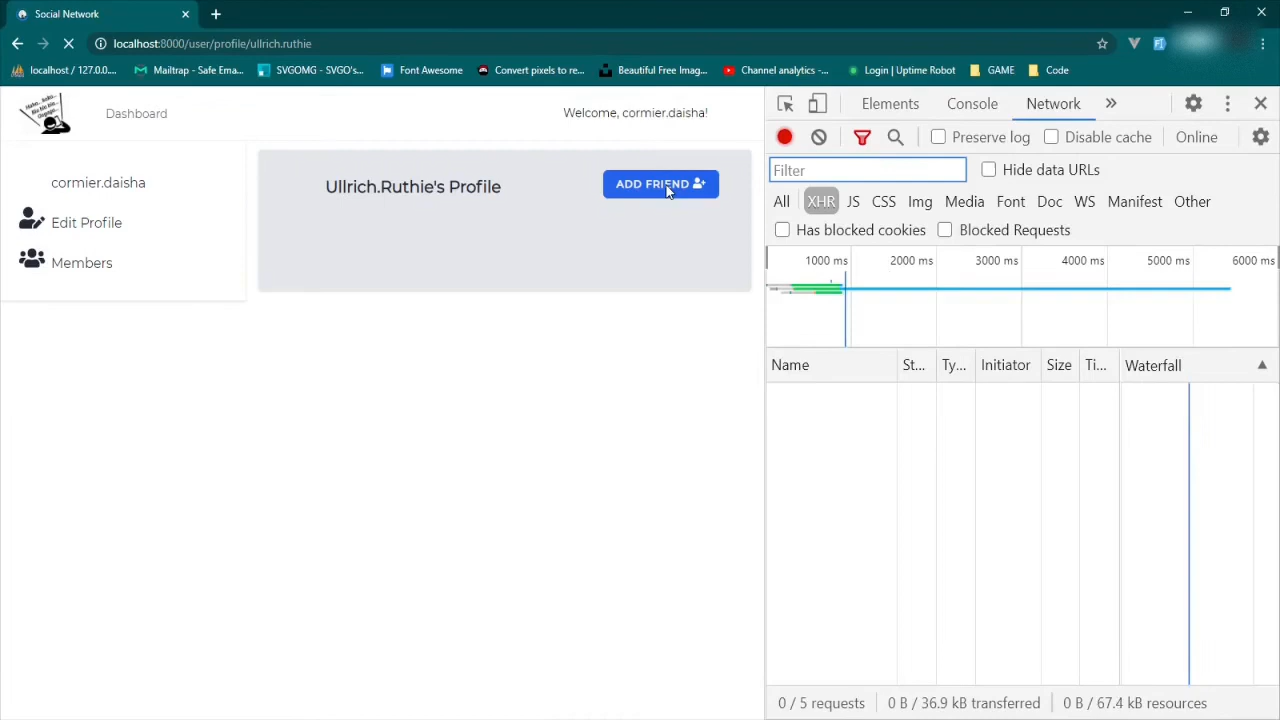 Social Network
localhost:8000/user/profile/ullrich.ruthie
localhost / 127.0.0.... Mailtrap - Safe Ema... SVGOMG - SVGO's... Font Awesome Convert pixels to re... Beautiful Free Imag... Channel analytics -... Login | Uptime Robot GAME Code
Dashboard Welcome, cormier.daisha!
cormier.daisha
Edit Profile
Members
Ullrich.Ruthie's Profile ADD FRIEND
Elements Console Network
Preserve log Disable cache Online
Filter Hide data URLs
All XHR JS CSS Img Media Font Doc WS Manifest Other
Has blocked cookies Blocked Requests
1000 ms 2000 ms 3000 ms 4000 ms 5000 ms 6000 ms
Name St... Ty... Initiator Size Ti... Waterfall
0 / 5 requests 0 B / 36.9 kB transferred 0 B / 67.4 kB resources